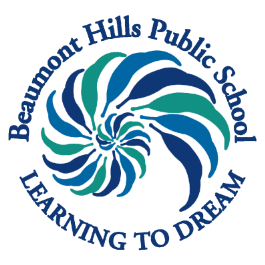 Beaumont Hills Public School
LEARNING TO DREAM